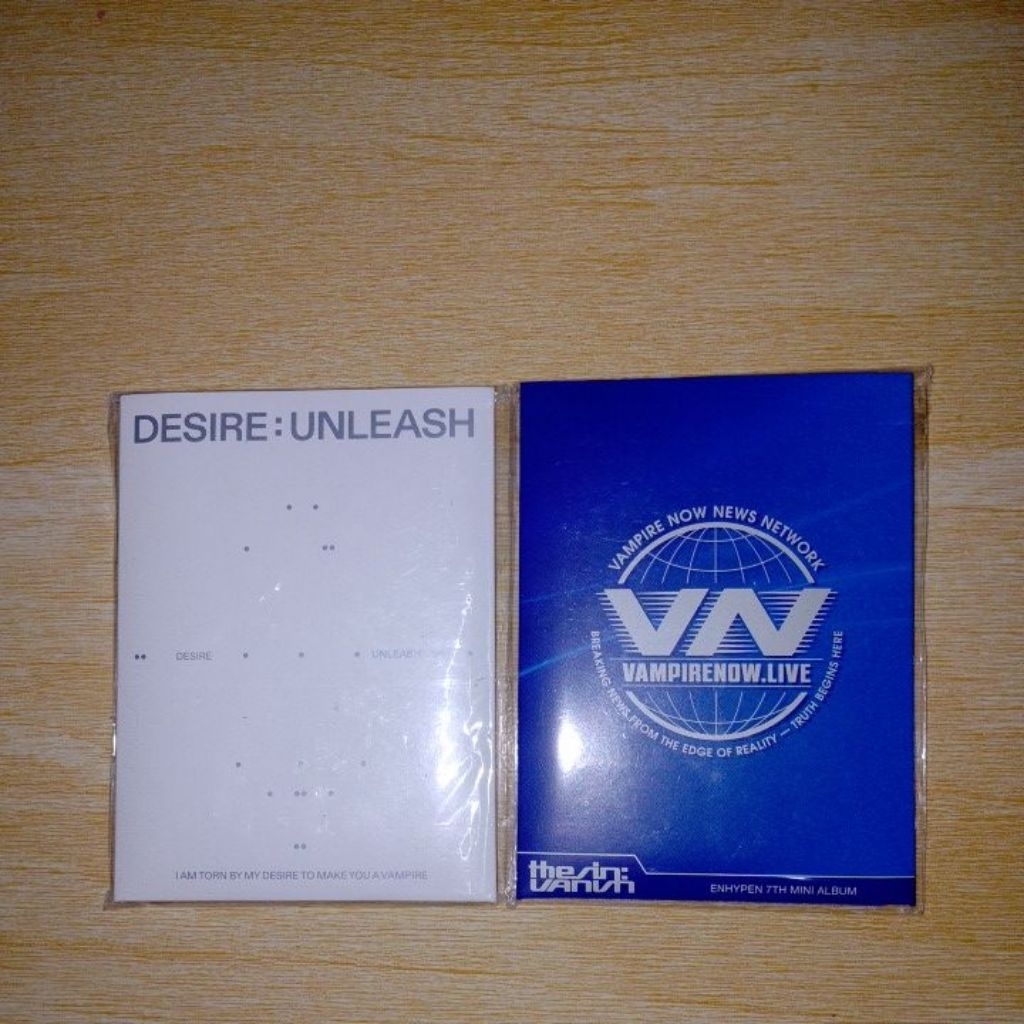 DESIRE : UNLEASH
DESIRE
I AM TORN BY MY DESIRE TO MAKE YOU A VAMPIRE
VAMPIRE NOW NEWS NETWORK
VN
VAMPIRENOW.LIVE
BREAKING NEWS FROM THE EDGE OF REALITY — TRUTH BEGINS HERE
the sin:
VANISH
ENHYPEN 7TH MINI ALBUM